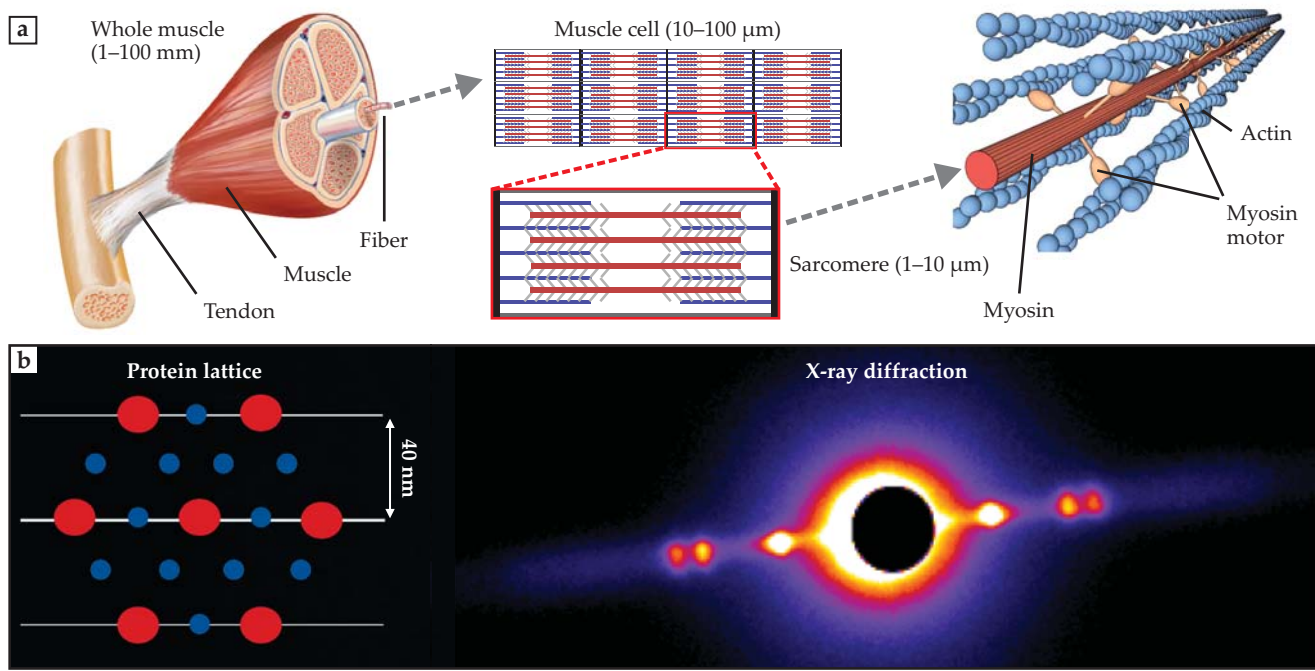 a
Whole muscle
(1–100 mm)
Muscle cell (10–100 µm)
Actin
Myosin
motor
Fiber
Muscle
Sarcomere (1–10 µm)
Tendon
Myosin
b
Protein lattice
X-ray diffraction
40 nm